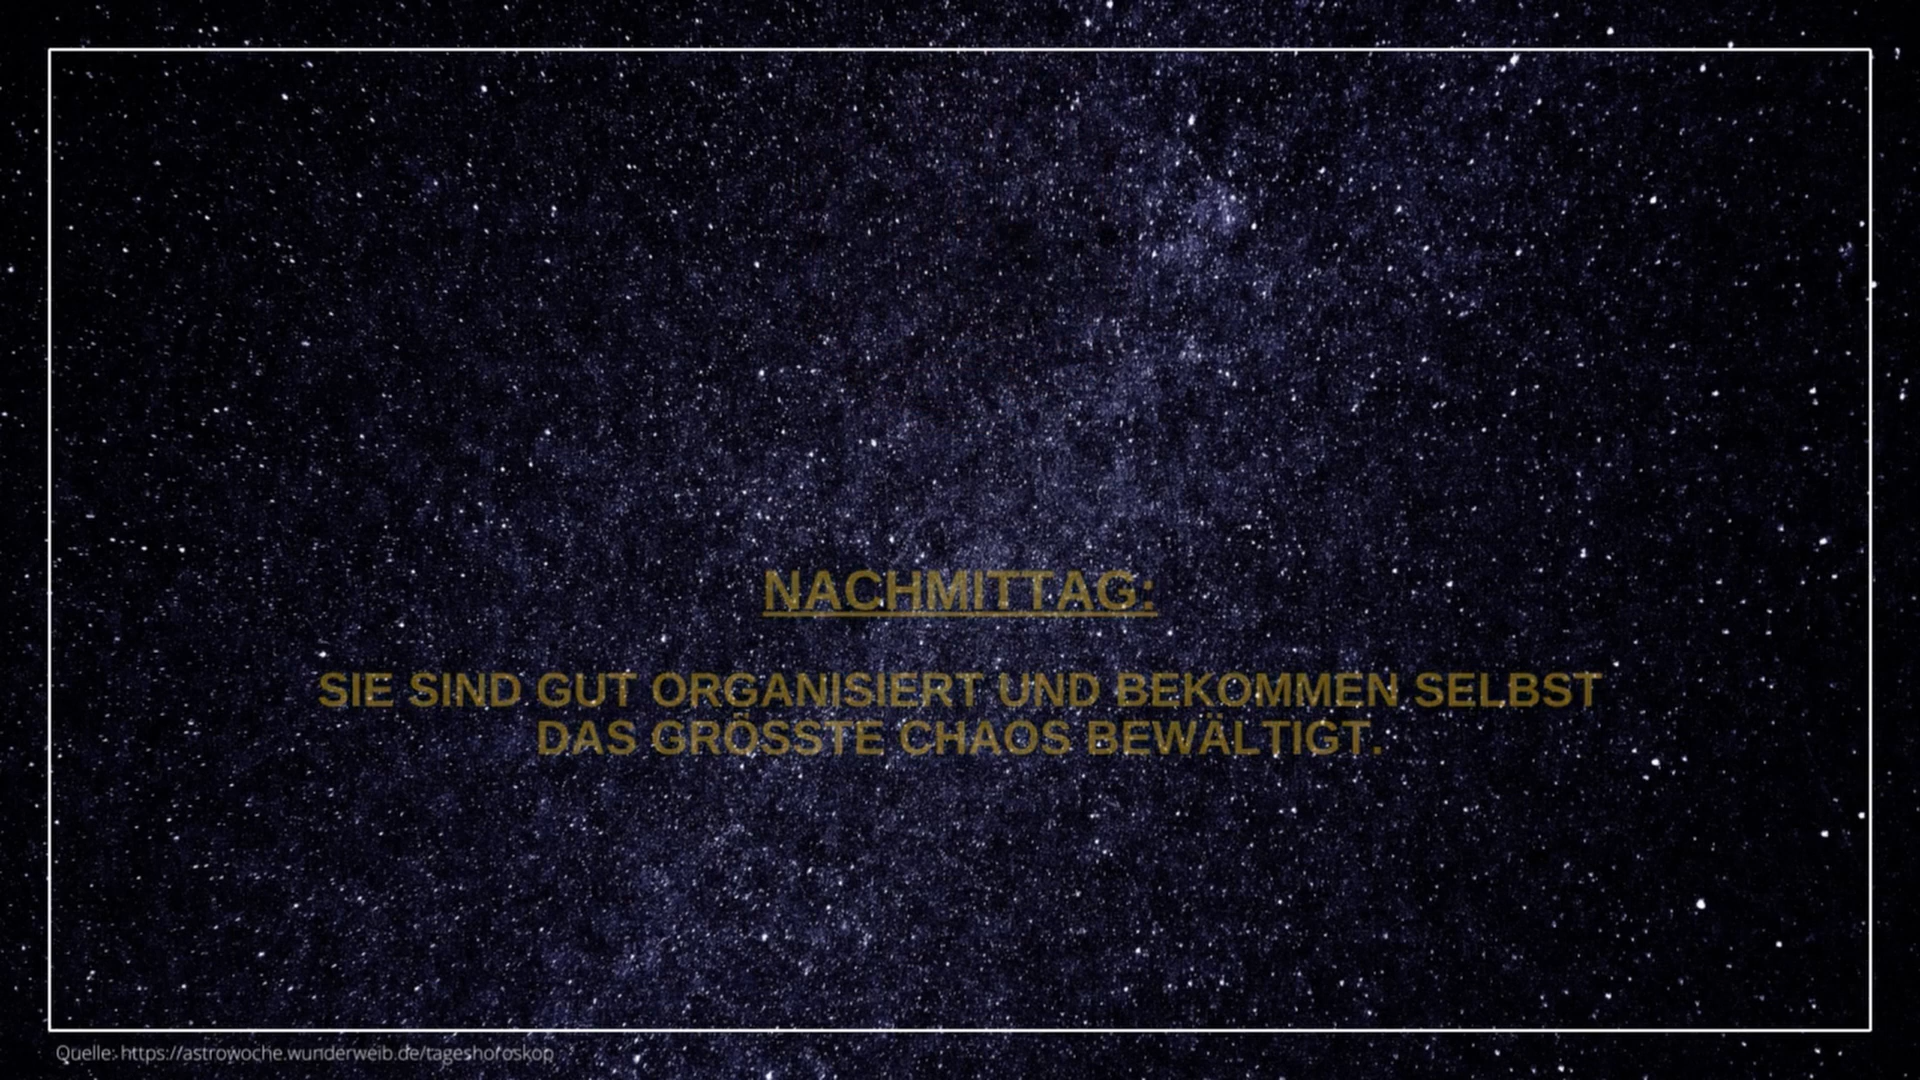 NACHMITTAG:
SIE SIND GUT ORGANISIERT UND BEKOMMEN SELBST
DAS GRÖSSTE CHAOS BEWÄLTIGT.
Quelle: https://astrowoche.wunderweib.de/tageshoroskop